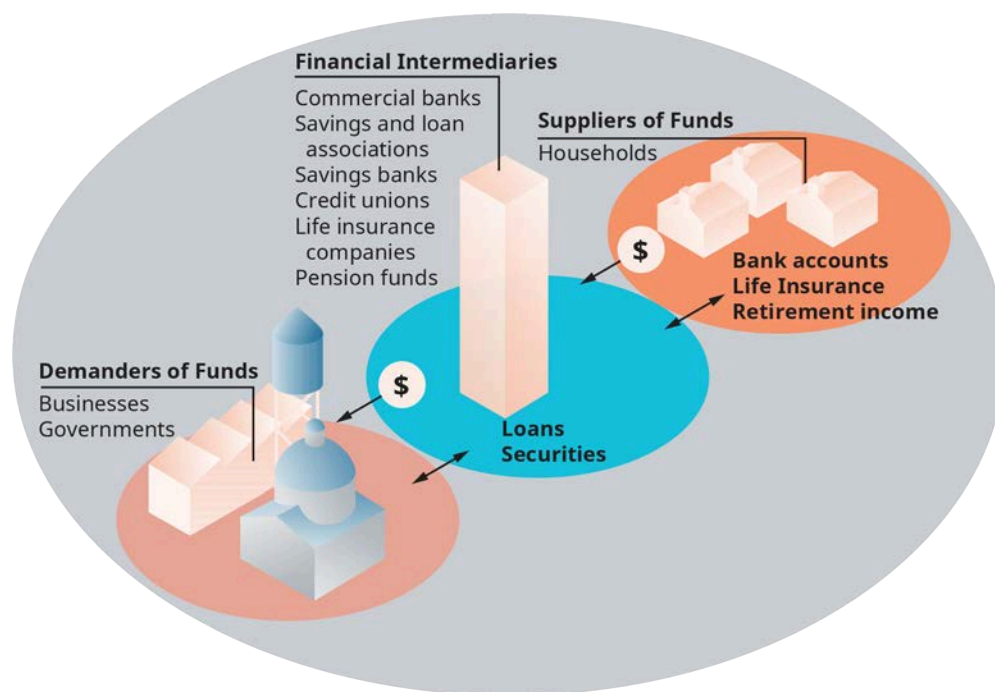 Financial Intermediaries
Commercial banks
Savings and loan
associations
Savings banks
Credit unions
Life insurance
companies
Pension funds
Suppliers of Funds
Households
$
Bank accounts
Life Insurance
Retirement income
Demanders of Funds
Businesses
Governments
$
Loans
Securities